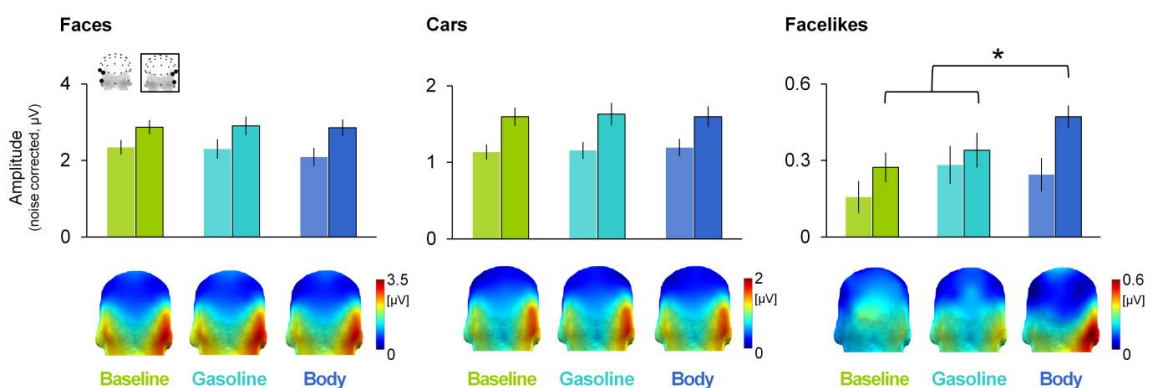 Faces
Cars
Facelikes
Amplitude
(noise corrected, µV)
4
2
0
2
1
0
*
0.6
0.3
0
3.5
[µV]
0
2
[µV]
0
0.6
[µV]
0
Baseline Gasoline Body
Baseline Gasoline Body
Baseline Gasoline Body